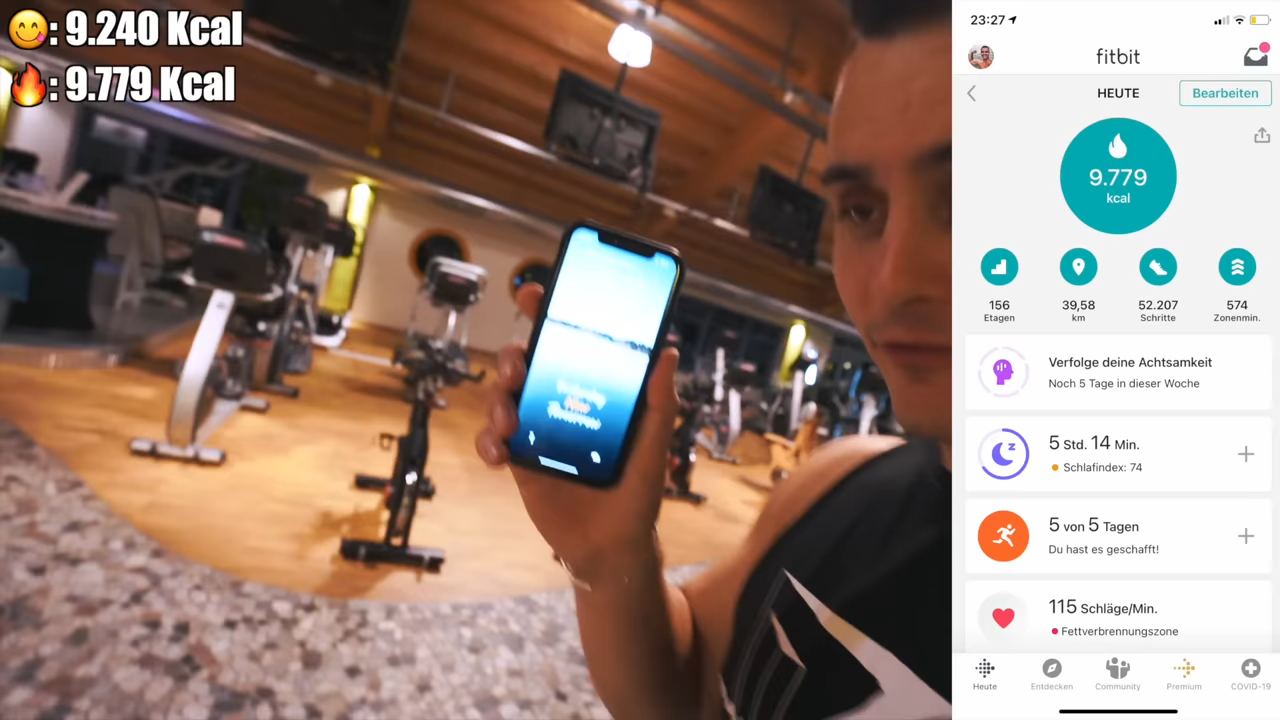 😋: 9.240 Kcal
🔥: 9.779 Kcal
23:27
fitbit
HEUTE
Bearbeiten
9.779
kcal
156
Etagen
39,58
km
52.207
Schritte
574
Zonenmin.
Verfolge deine Achtsamkeit
Noch 5 Tage in dieser Woche
5 Std. 14 Min.
Schlafindex: 74
5 von 5 Tagen
Du hast es geschafft!
115 Schläge/Min.
Fettverbrennungszone
Heute
Entdecken
Community
Premium
COVID-19